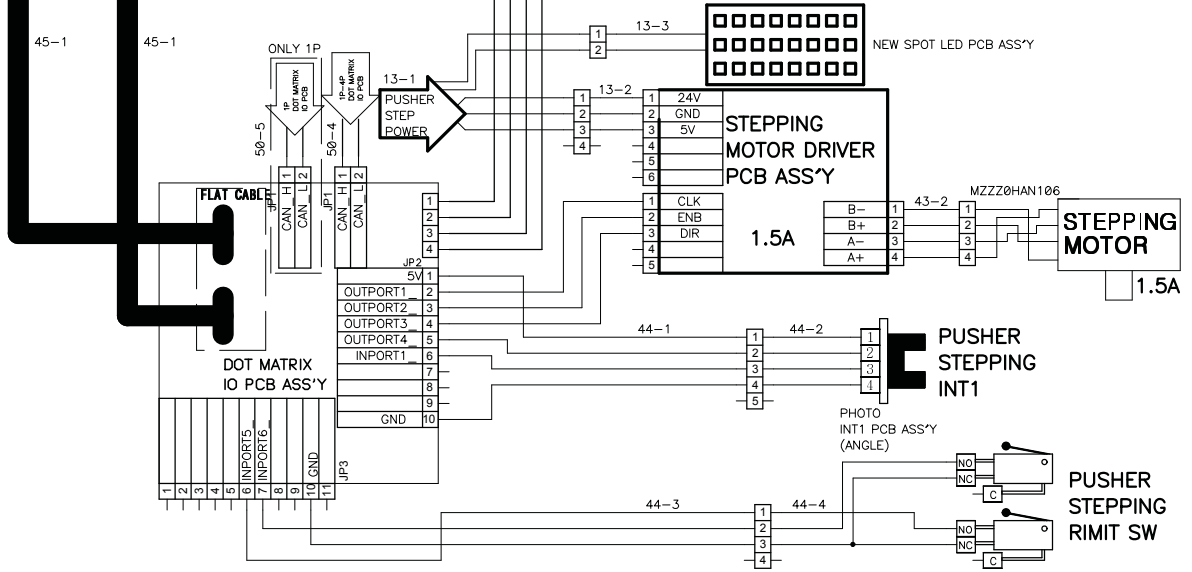 45-1
45-1
ONLY 1P
1P
DOT MATRIX
IO PCB
1P-4P
DOT MATRIX
IO PCB
13-1
PUSHER
STEP
POWER
13-3
1
2
NEW SPOT LED PCB ASS'Y
13-2
1
2
3
4
1 24V
2 GND
3 5V
4
5
6
STEPPING
MOTOR DRIVER
PCB ASS'Y
1.5A
1 CLK
2 ENB
3 DIR
4
5
B- 1
B+ 2
A- 3
A+ 4
43-2
MZZZ0HAN106
1
2
3
4
STEPPING
MOTOR
1.5A
50-5
50-4
FLAT CABLE
JP1
CAN_H 1
CAN_L 2
JP1
CAN_H 1
CAN_L 2
1
2
3
4
JP2
5V 1
OUTPORT1_ 2
OUTPORT2_ 3
OUTPORT3_ 4
OUTPORT4_ 5
INPORT1_ 6
7
8
9
GND 10
DOT MATRIX
IO PCB ASS'Y
44-1
1
2
3
4
5
44-2
1
2
3
4
PUSHER
STEPPING
INT1
PHOTO
INT1 PCB ASS'Y
(ANGLE)
JP3
1
2
3
4
5
6 INPORT5_
7 INPORT6_
8
9
10 GND
11
44-3
1
2
3
4
44-4
NO
NC
C
NO
NC
C
PUSHER
STEPPING
RIMIT SW